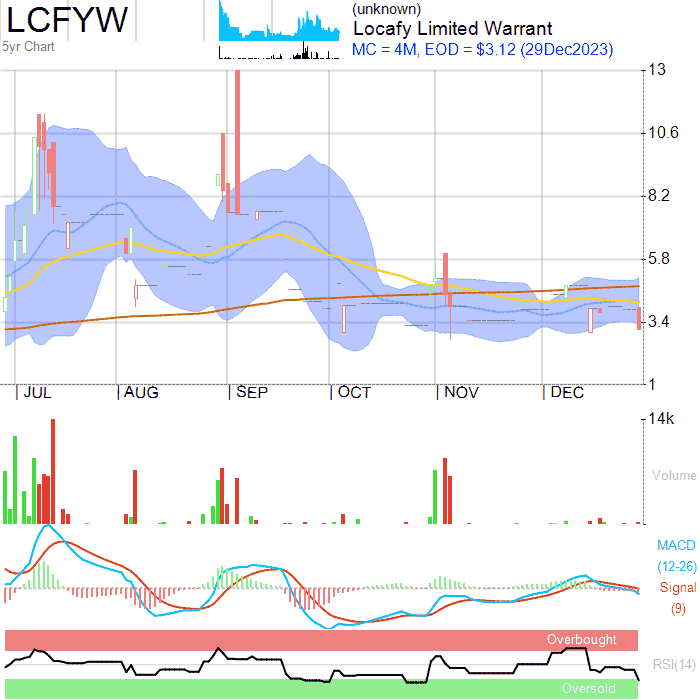 LCFYW
5yr Chart
(unknown)
Locafy Limited Warrant
MC = 4M, EOD = $3.12 (29Dec2023)
13
10.6
8.2
5.8
3.4
1
JUL AUG SEP OCT NOV DEC
14k
Volume
MACD
(12-26)
Signal
(9)
Overbought
RSI(14)
Oversold